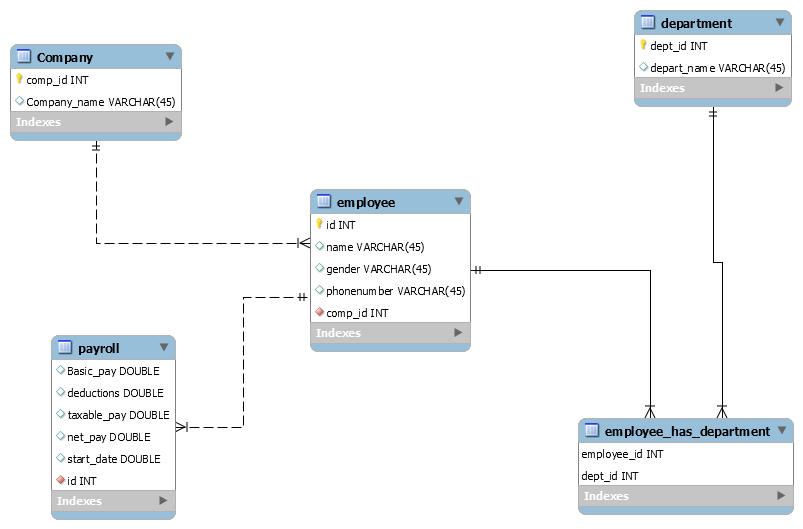 Company
comp_id INT
Company_name VARCHAR(45)
Indexes
department
dept_id INT
depart_name VARCHAR(45)
Indexes
employee
id INT
name VARCHAR(45)
gender VARCHAR(45)
phonenumber VARCHAR(45)
comp_id INT
Indexes
payroll
Basic_pay DOUBLE
deductions DOUBLE
taxable_pay DOUBLE
net_pay DOUBLE
start_date DOUBLE
id INT
Indexes
employee_has_department
employee_id INT
dept_id INT
Indexes